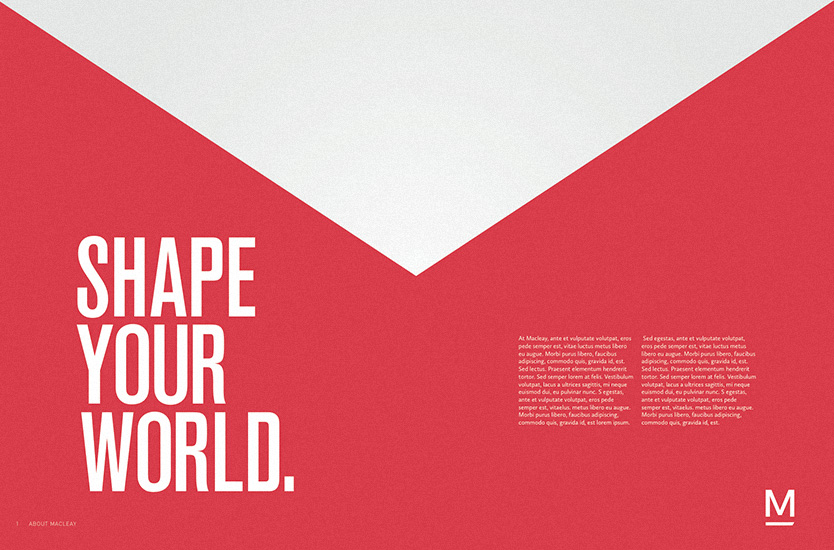 SHAPE
YOUR
WORLD.
At Macleay, ante et vulputate volutpat, eros
pede semper est, vitae luctus metus libero
eu augue. Morbi purus libero, faucibus
adipiscing, commodo quis, gravida id, est.
Sed lectus. Praesent elementum hendrerit
tortor. Sed semper lorem at felis. Vestibulum
volutpat, lacus a ultrices sagittis, mi neque
euismod dui, eu pulvinar nunc. S egestas,
ante et vulputate volutpat, eros pede
semper est, vitaelus. metus libero eu augue.
Morbi purus libero, faucibus adipiscing,
commodo quis, gravida id, est lorem ipsum.
Sed egestas, ante et vulputate volutpat,
eros pede semper est, vitae luctus metus
libero eu augue. Morbi purus libero, faucibus
adipiscing, commodo quis, gravida id, est.
Sed lectus. Praesent elementum hendrerit
tortor. Sed semper lorem at felis. Vestibulum
volutpat, lacus a ultrices sagittis, mi neque
euismod dui, eu pulvinar nunc. S egestas,
ante et vulputate volutpat, eros pede
semper est, vitaelus. metus libero eu augue.
Morbi purus libero, faucibus adipiscing,
commodo quis, gravida id, est.
M
1 ABOUT MACLEAY